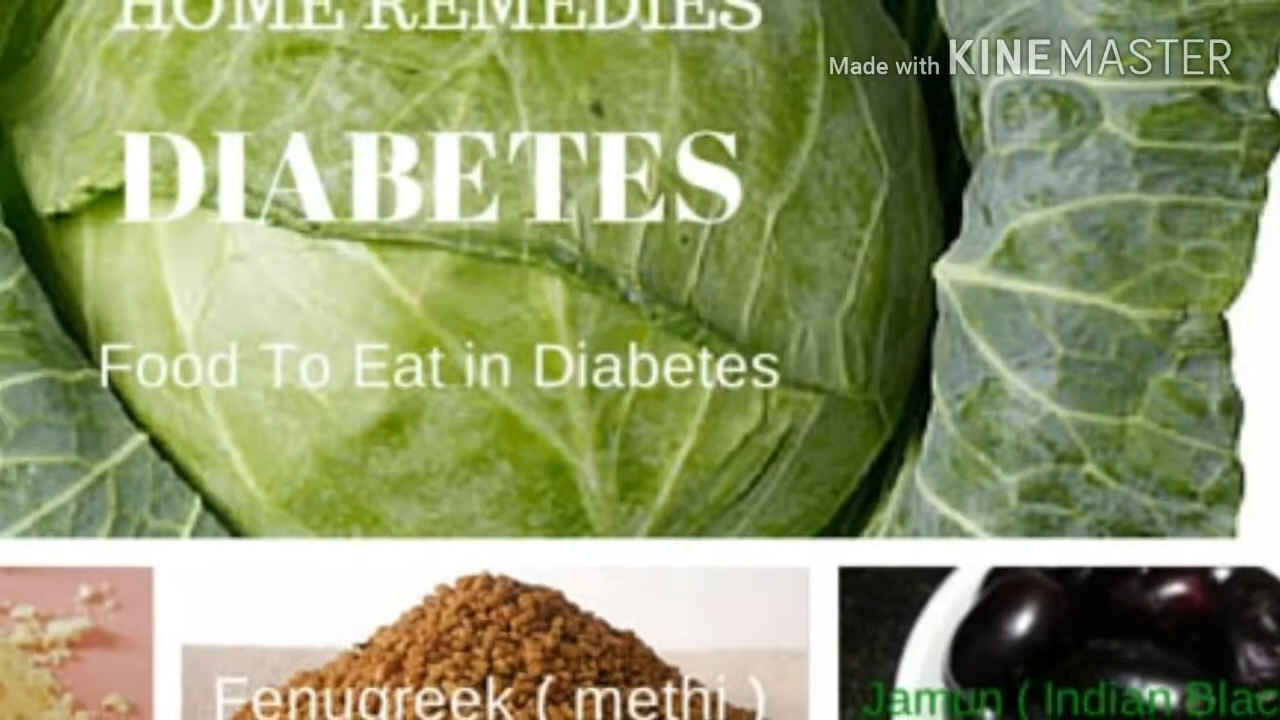 HOME REMEDIES
Made with KINEMASTER
DIABETES
Food To Eat in Diabetes
Fenugreek ( methi )
Jamun ( Indian Blac